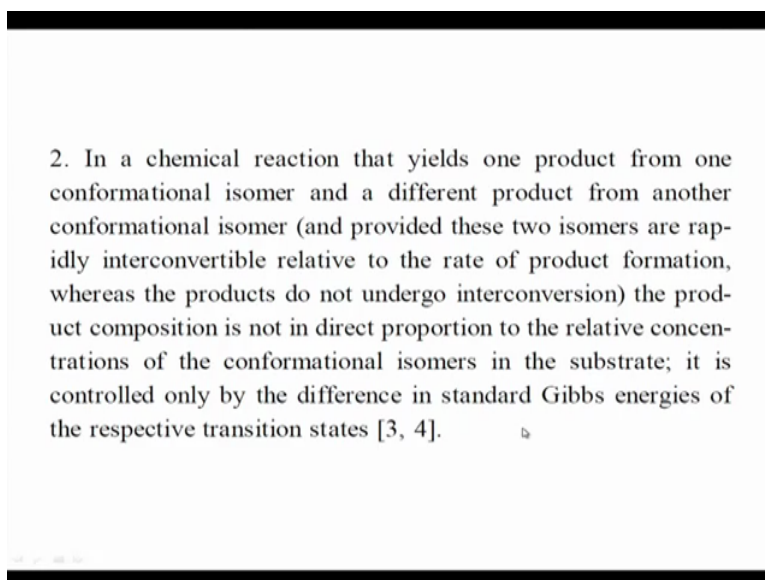 2. In a chemical reaction that yields one product from one
conformational isomer and a different product from another
conformational isomer (and provided these two isomers are rap-
idly interconvertible relative to the rate of product formation,
whereas the products do not undergo interconversion) the prod-
uct composition is not in direct proportion to the relative concen-
trations of the conformational isomers in the substrate; it is
controlled only by the difference in standard Gibbs energies of
the respective transition states [3, 4].